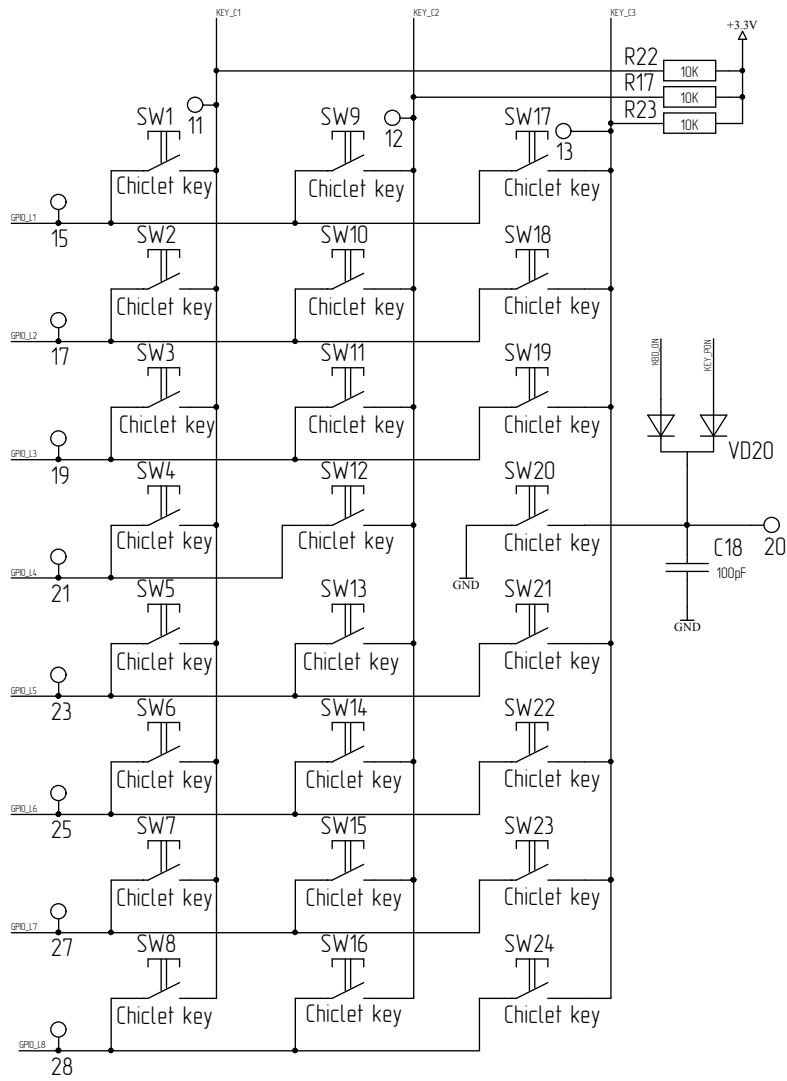 KEY_C1 KEY_C2 KEY_C3
+3.3V
R22 10K
R17 10K
R23 10K
11 12 13
SW1 SW9 SW17
Chiclet key Chiclet key Chiclet key
GPIO_L1 15
SW2 SW10 SW18
Chiclet key Chiclet key Chiclet key
GPIO_L2 17
SW3 SW11 SW19
Chiclet key Chiclet key Chiclet key
GPIO_L3 19
KBD_ON KEY_PON
VD20
SW4 SW12 SW20
Chiclet key Chiclet key Chiclet key
GPIO_L4 21
GND
20
C18
100pF
GND
SW5 SW13 SW21
Chiclet key Chiclet key Chiclet key
GPIO_L5 23
SW6 SW14 SW22
Chiclet key Chiclet key Chiclet key
GPIO_L6 25
SW7 SW15 SW23
Chiclet key Chiclet key Chiclet key
GPIO_L7 27
SW8 SW16 SW24
Chiclet key Chiclet key Chiclet key
GPIO_L8 28